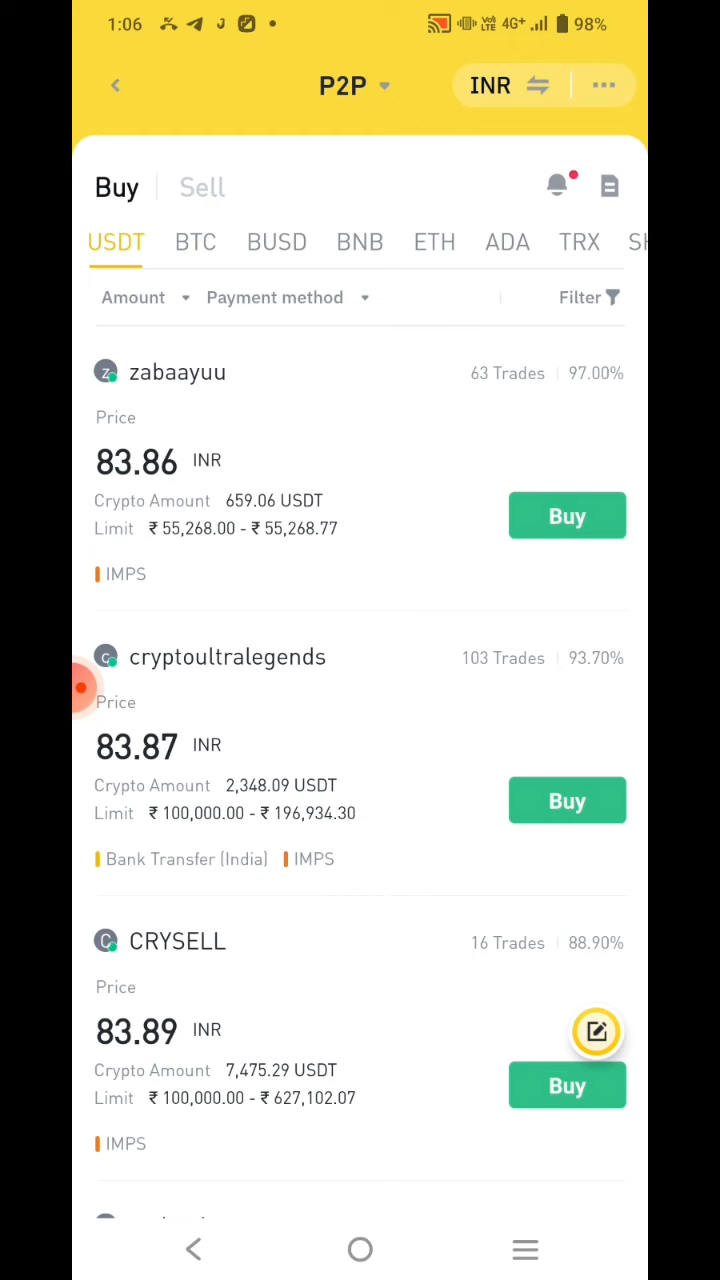 1:06 VoLTE 4G+ 98%
P2P INR
Buy Sell
USDT BTC BUSD BNB ETH ADA TRX SH
Amount Payment method Filter
z zabaayuu 63 Trades 97.00%
Price
83.86 INR
Crypto Amount 659.06 USDT
Limit ₹ 55,268.00 - ₹ 55,268.77
Buy
IMPS
c cryptoultralegends 103 Trades 93.70%
Price
83.87 INR
Crypto Amount 2,348.09 USDT
Limit ₹ 100,000.00 - ₹ 196,934.30
Buy
Bank Transfer (India) IMPS
C CRYSELL 16 Trades 88.90%
Price
83.89 INR
Crypto Amount 7,475.29 USDT
Limit ₹ 100,000.00 - ₹ 627,102.07
Buy
IMPS